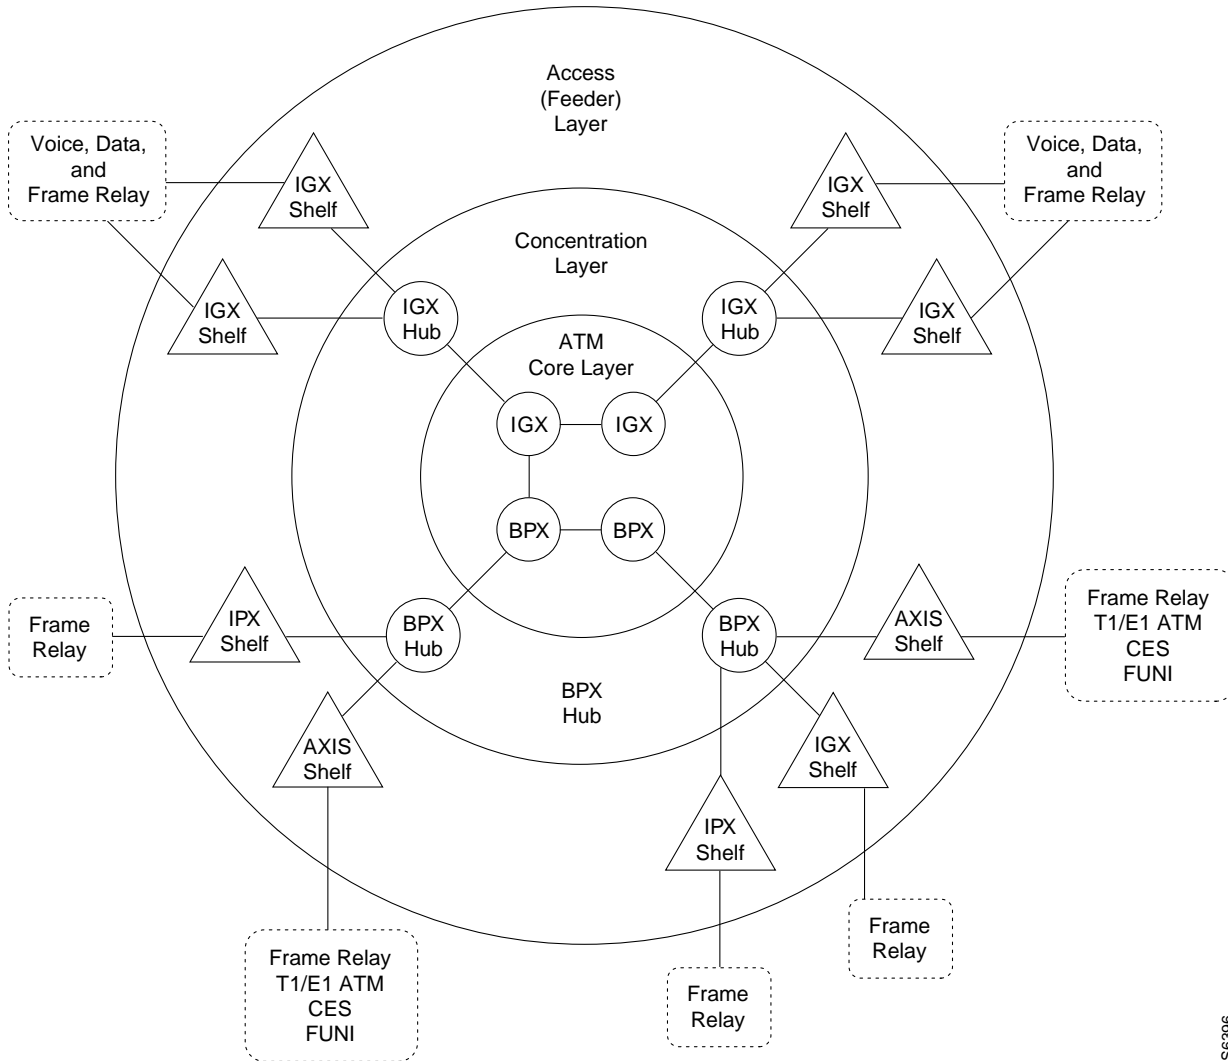 Access
(Feeder)
Layer
Voice, Data,
and
Frame Relay
IGX
Shelf
IGX
Shelf
Voice, Data,
and
Frame Relay
Concentration
Layer
IGX
Shelf
IGX
Hub
IGX
Hub
IGX
Shelf
ATM
Core Layer
IGX
IGX
BPX
BPX
Frame
Relay
IPX
Shelf
BPX
Hub
BPX
Hub
AXIS
Shelf
Frame Relay
T1/E1 ATM
CES
FUNI
BPX
Hub
AXIS
Shelf
IGX
Shelf
IPX
Shelf
Frame Relay
T1/E1 ATM
CES
FUNI
Frame
Relay
Frame
Relay
S6396